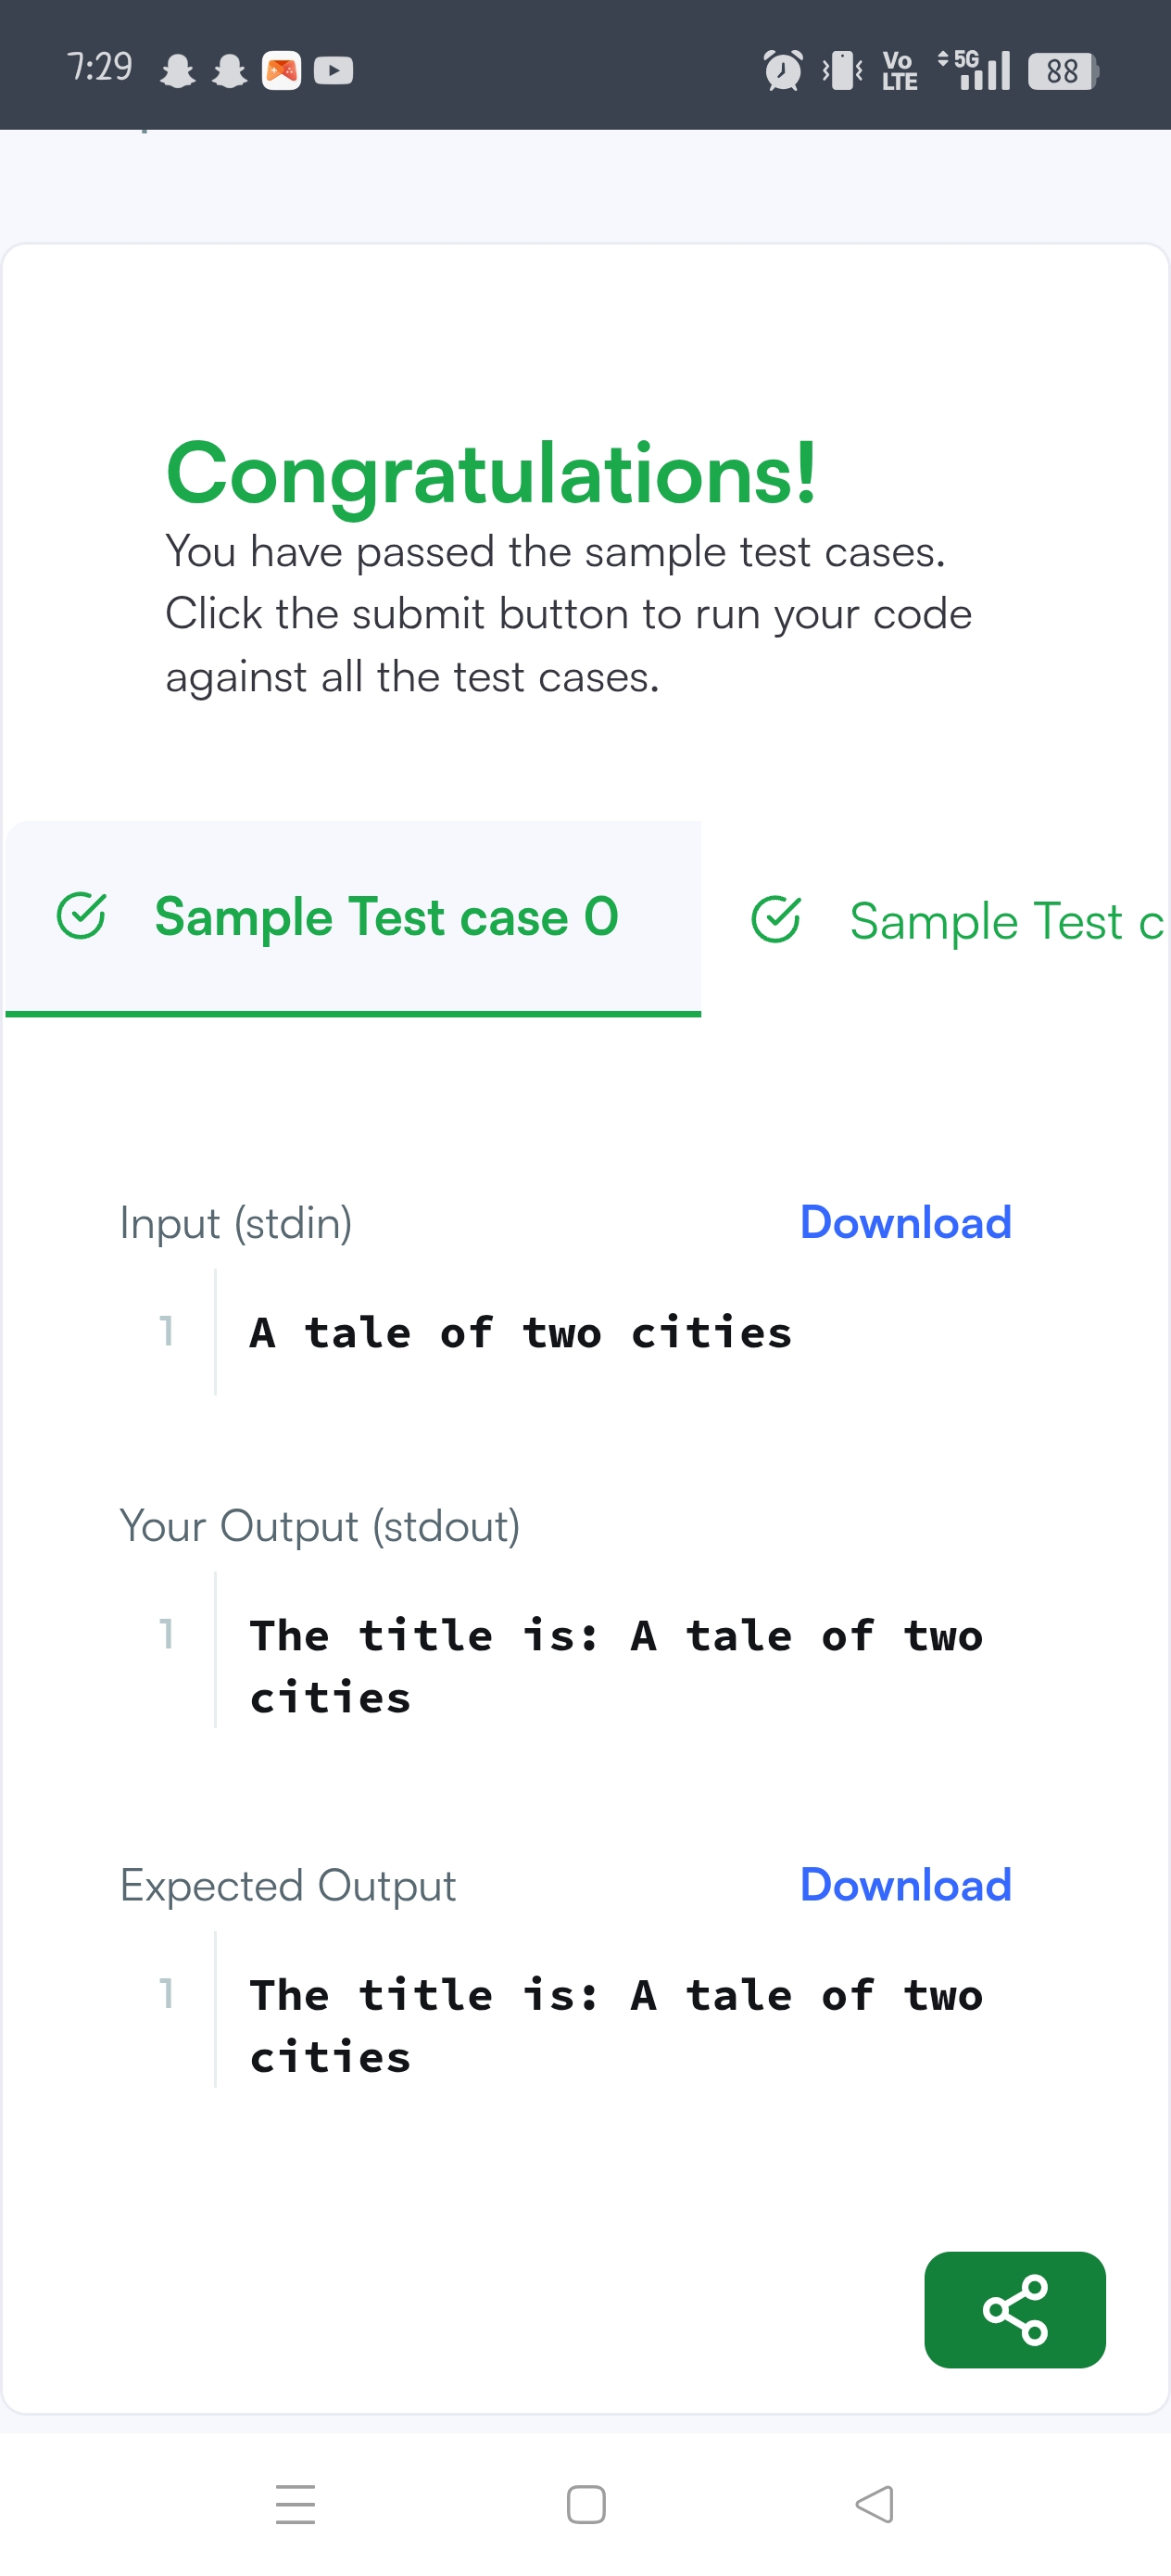 7:29
Vo
LTE
5G
88
Congratulations!
You have passed the sample test cases.
Click the submit button to run your code
against all the test cases.
Sample Test case 0
Sample Test c
Input (stdin)
Download
1
A tale of two cities
Your Output (stdout)
1
The title is: A tale of two
cities
Expected Output
Download
1
The title is: A tale of two
cities